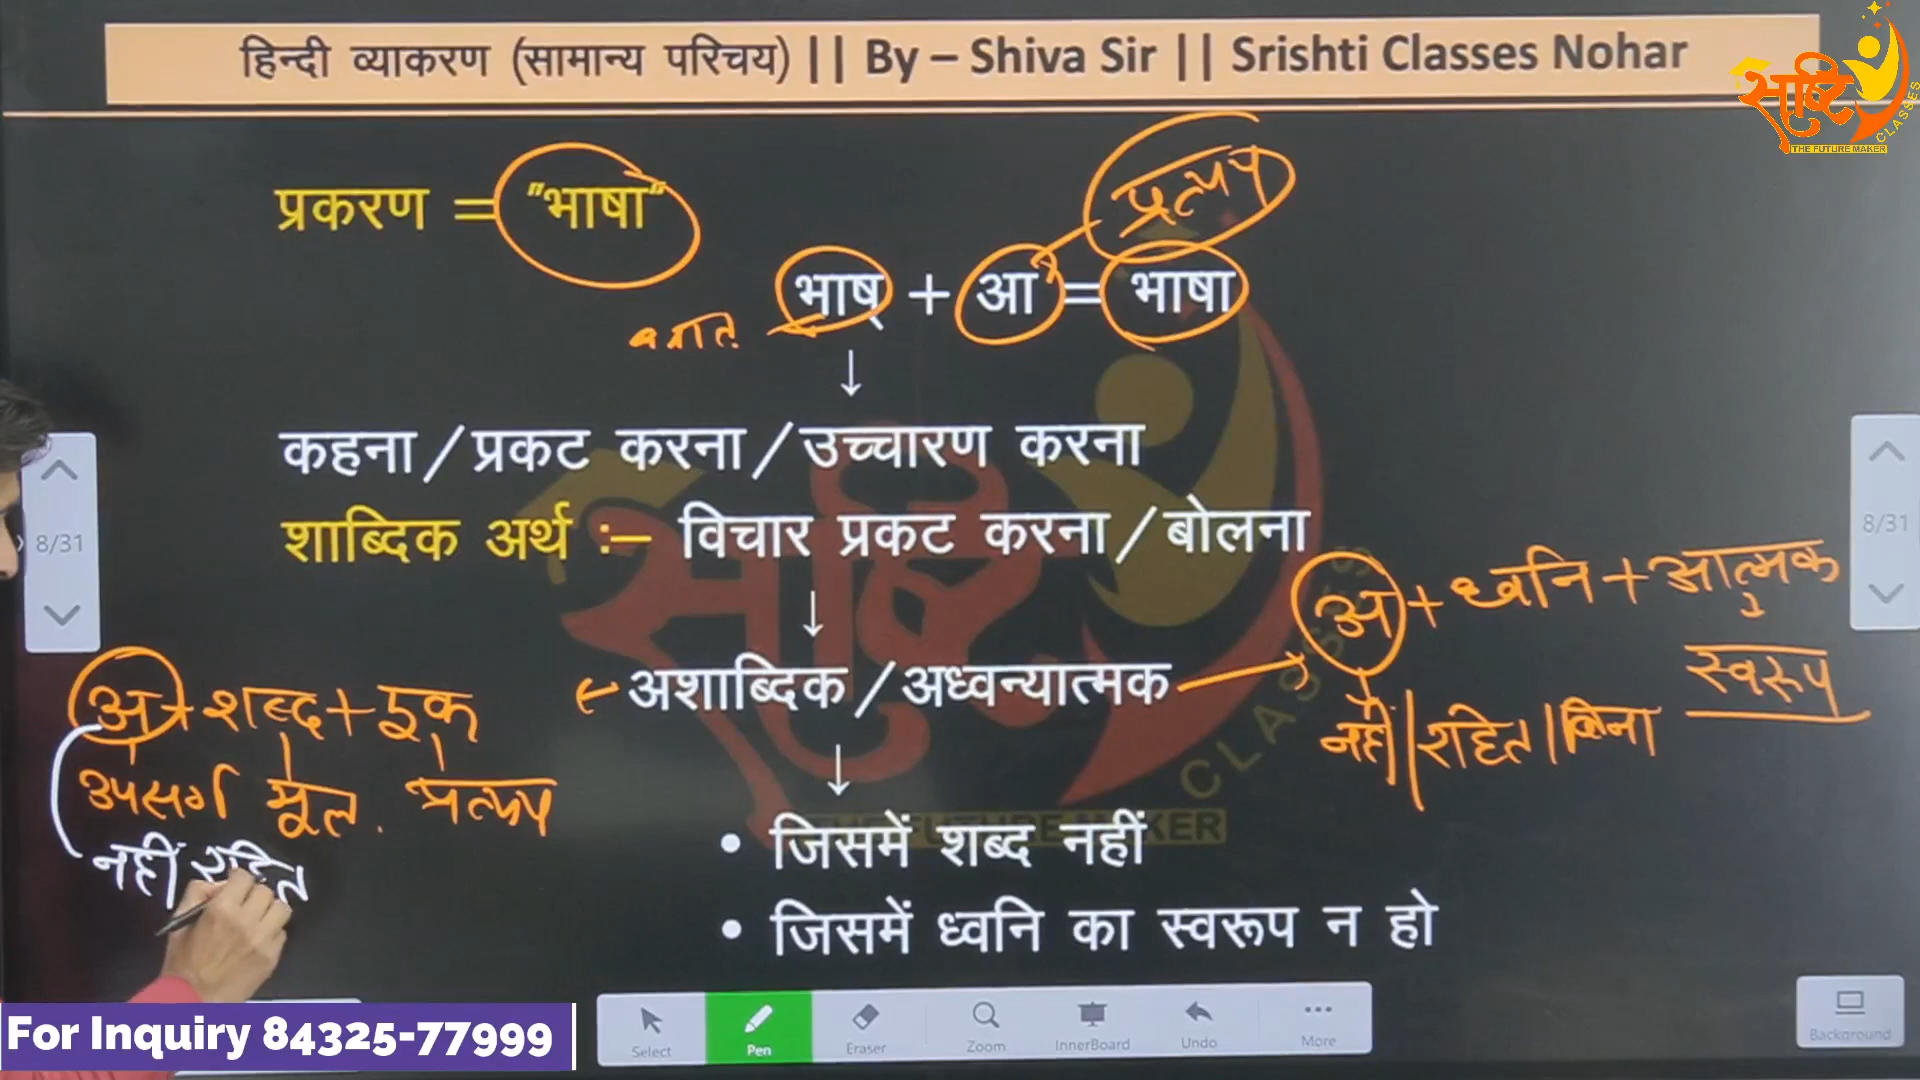 हिन्दी व्याकरण (सामान्य परिचय) || By – Shiva Sir || Srishti Classes Nohar
सृष्टि
CLASSES
THE FUTURE MAKER
प्रकरण = "भाषा"
प्रत्यय
भाष् + आ = भाषा
↓
कहना/प्रकट करना/उच्चारण करना
शाब्दिक अर्थ :– विचार प्रकट करना/बोलना
↓
अ + ध्वनि + आत्मक
स्वरूप
नहीं | रहित | बिना
अशाब्दिक/अध्वन्यात्मक
अ + शब्द + इक
उपसर्ग मूल. प्रत्यय
नहीं रहित
↓
• जिसमें शब्द नहीं
• जिसमें ध्वनि का स्वरूप न हो
8/31
8/31
For Inquiry 84325-77999
Select Pen Eraser Zoom InnerBoard Undo More
Background